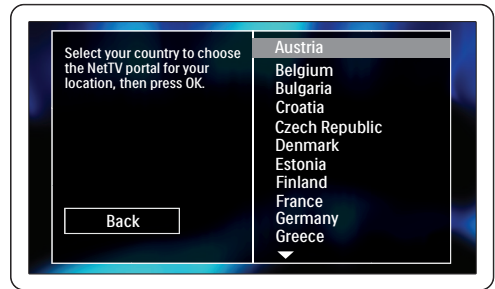 Select your country to choose
the NetTV portal for your
location, then press OK.
Back
Austria
Belgium
Bulgaria
Croatia
Czech Republic
Denmark
Estonia
Finland
France
Germany
Greece